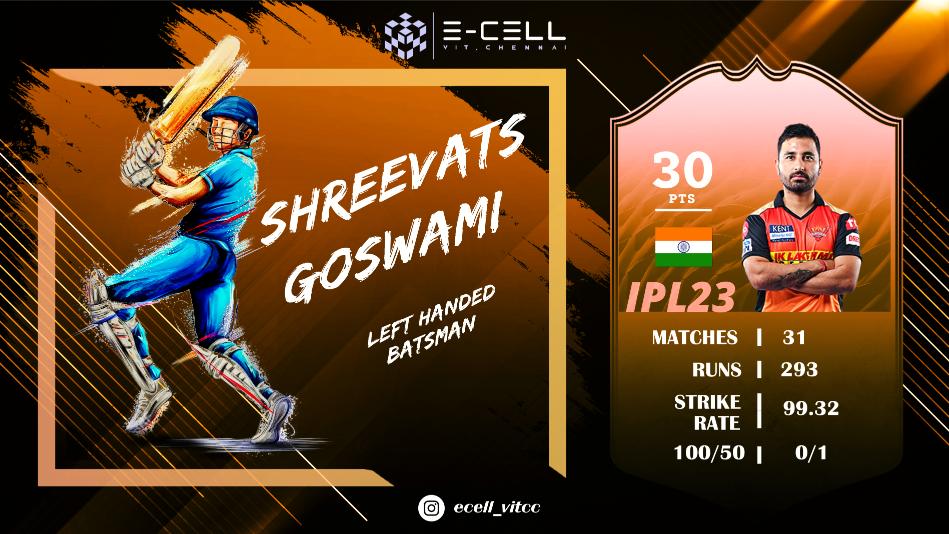 E-CELL
VIT, CHENNAI
SHREEVATS
GOSWAMI
LEFT HANDED
BATSMAN
30
PTS
KENT
IPL23
MATCHES | 31
RUNS | 293
STRIKE
RATE | 99.32
100/50 | 0/1
ecell_vitcc